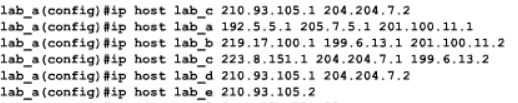 lab_a(config)#ip host lab_c 210.93.105.1 204.204.7.2
lab_a(config)#ip host lab_a 192.5.5.1 205.7.5.1 201.100.11.1
lab_a(config)#ip host lab_b 219.17.100.1 199.6.13.1 201.100.11.2
lab_a(config)#ip host lab_c 223.8.151.1 204.204.7.1 199.6.13.2
lab_a(config)#ip host lab_d 210.93.105.1 204.204.7.2
lab_a(config)#ip host lab_e 210.93.105.2